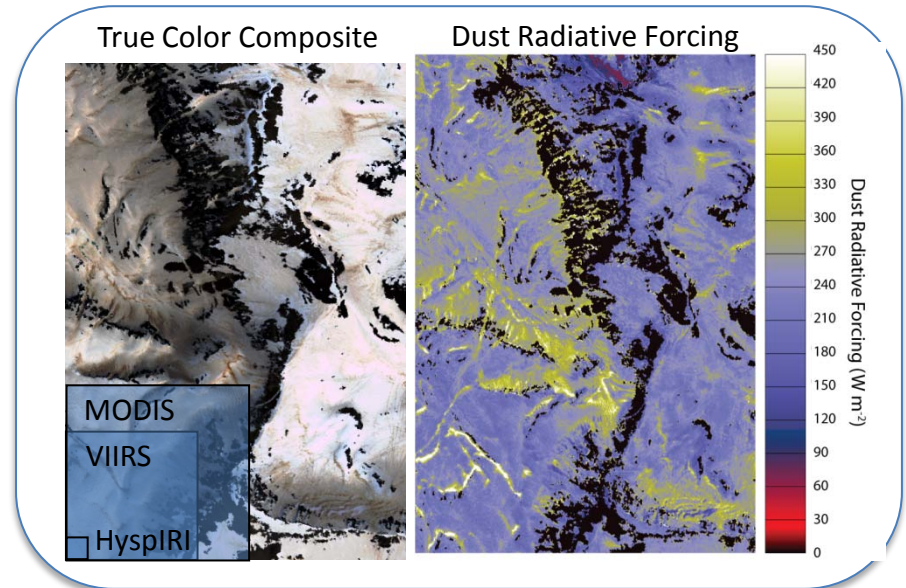 True Color Composite
Dust Radiative Forcing
MODIS
VIIRS
HyspIRI
450
420
390
360
330
300
270
240
210
180
150
120
90
60
30
0
Dust Radiative Forcing (W m⁻²)